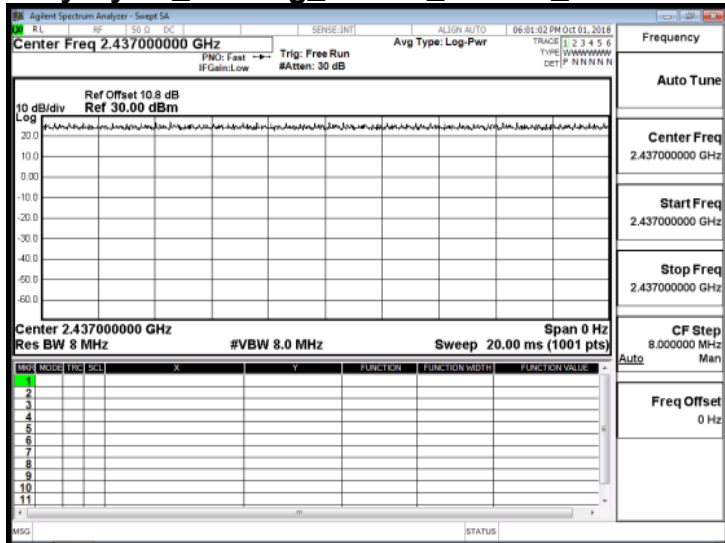 Agilent Spectrum Analyzer - Swept SA
RL RF 50 Ω DC SENSE:INT ALIGN AUTO 06:01:02 PM Oct 01, 2018
Center Freq 2.437000000 GHz
PNO: Fast
IFGain:Low
Trig: Free Run
#Atten: 30 dB
Avg Type: Log-Pwr
TRACE 1 2 3 4 5 6
TYPE WWWWWW
DET P N N N N N
Ref Offset 10.8 dB
10 dB/div Ref 30.00 dBm
Log
20.0
10.0
0.00
-10.0
-20.0
-30.0
-40.0
-50.0
-60.0
Center 2.437000000 GHz Span 0 Hz
Res BW 8 MHz #VBW 8.0 MHz Sweep 20.00 ms (1001 pts)
MKR MODE TRC SCL X Y FUNCTION FUNCTION WIDTH FUNCTION VALUE
1
2
3
4
5
6
7
8
9
10
11
MSG STATUS
Frequency
Auto Tune
Center Freq
2.437000000 GHz
Start Freq
2.437000000 GHz
Stop Freq
2.437000000 GHz
CF Step
8.000000 MHz
Auto Man
Freq Offset
0 Hz